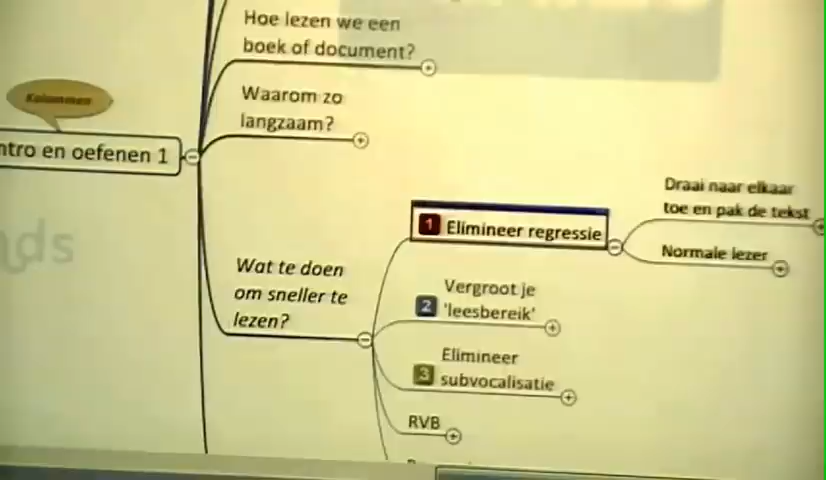 Hoe lezen we een
boek of document?
Waarom zo
langzaam?
Kolommen
ntro en oefenen 1
ds
Wat te doen
om sneller te
lezen?
1 Elimineer regressie
Draai naar elkaar
toe en pak de tekst
Normale lezer
2 Vergroot je
'leesbereik'
3 Elimineer
subvocalisatie
RVB